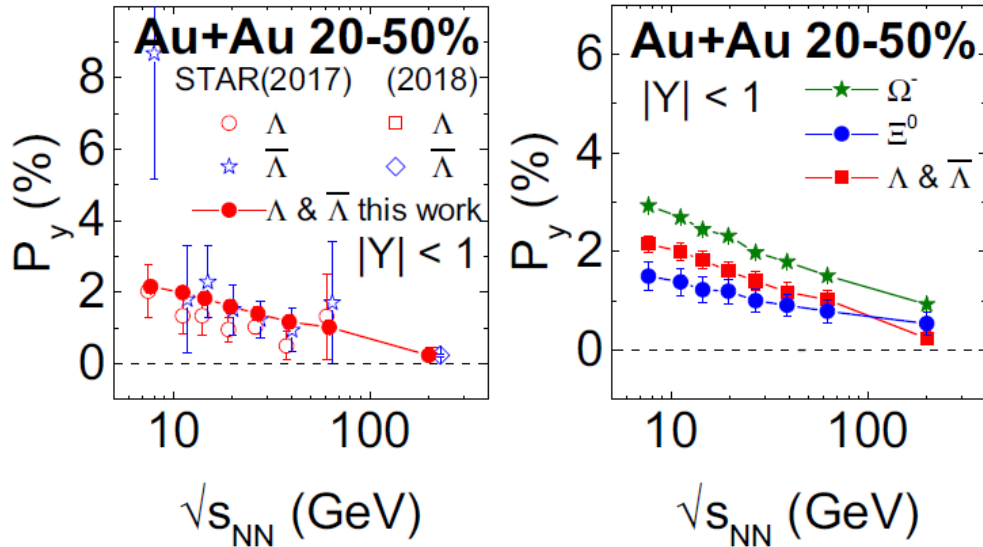 Au+Au 20-50%
STAR(2017) (2018)
Λ Λ
Λ̅ Λ̅
Λ & Λ̅ this work
|Y| < 1
P_y (%)
8
6
4
2
0
10 100
√s_NN (GeV)
Au+Au 20-50%
|Y| < 1
Ω⁻
Ξ⁰
Λ & Λ̅
P_y (%)
6
4
2
0
10 100
√s_NN (GeV)